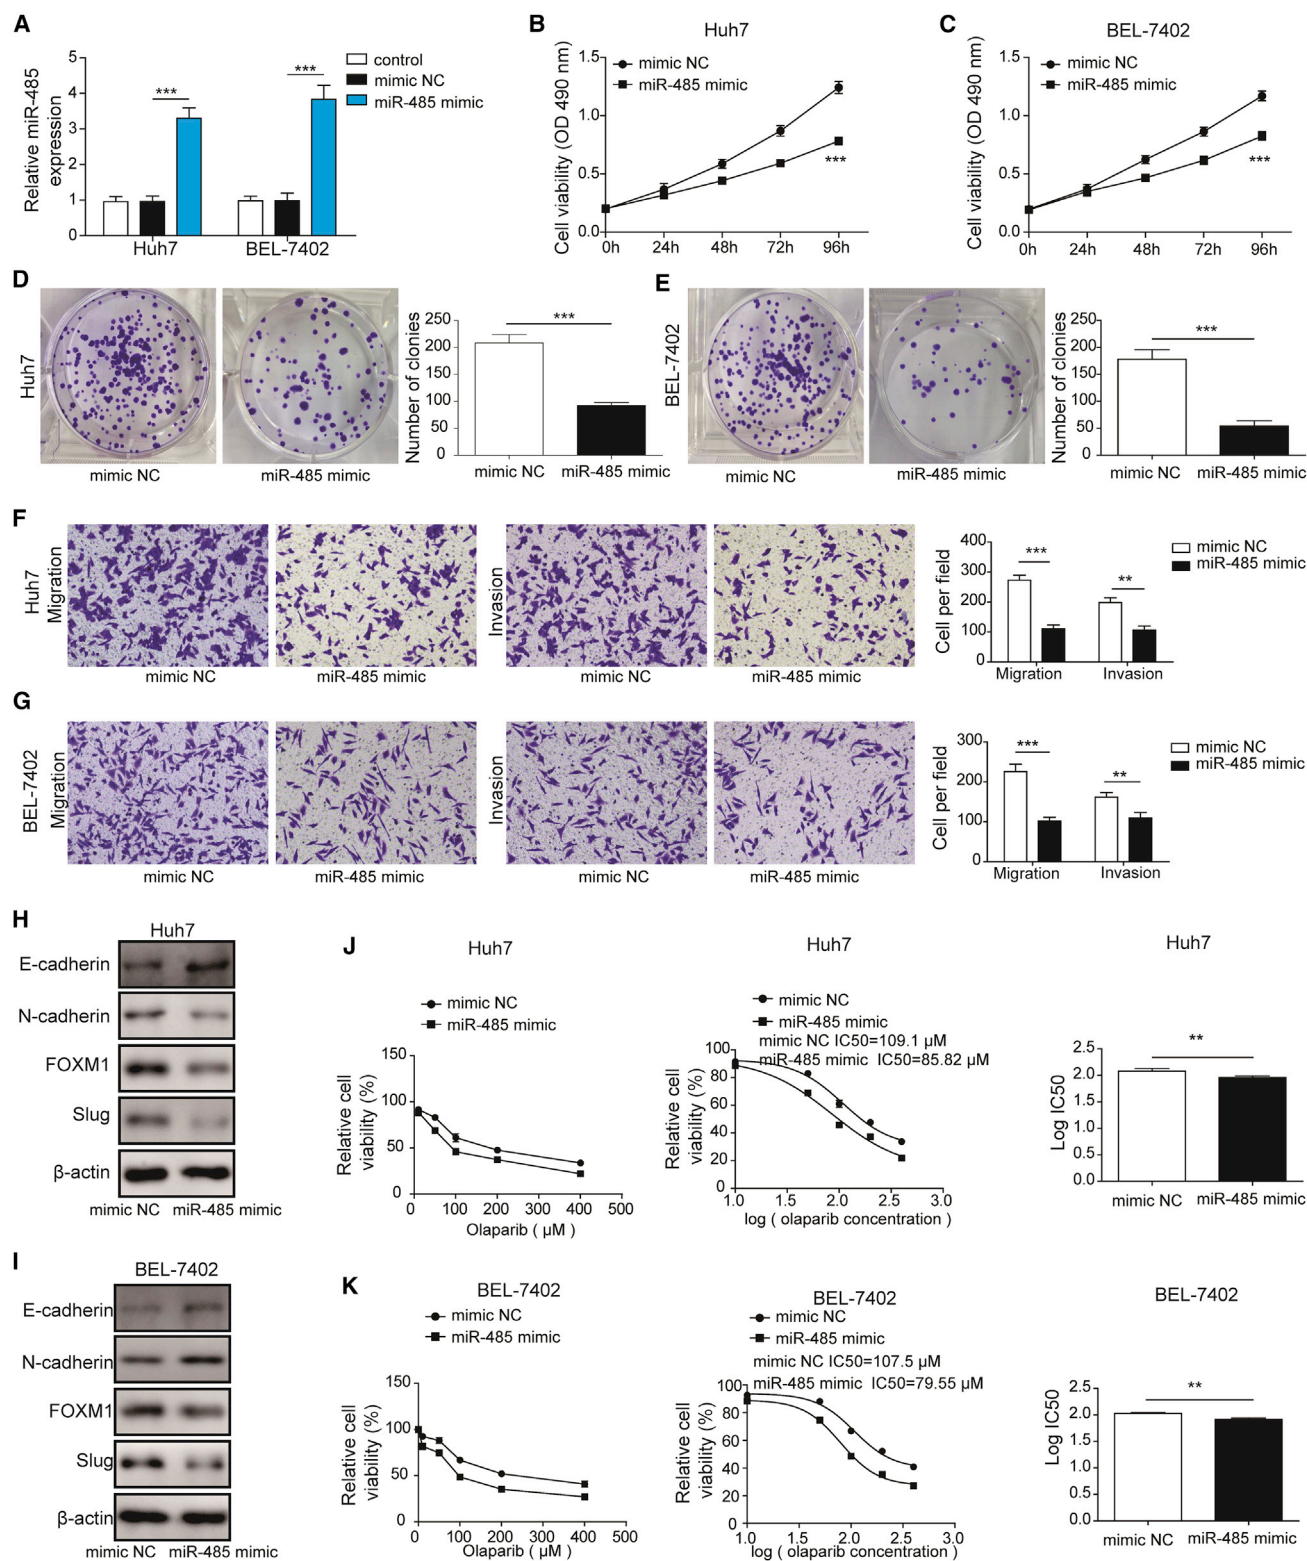 A
Relative miR-485
expression
5
4
3
2
1
0
***
***
control
mimic NC
miR-485 mimic
Huh7
BEL-7402
B
Huh7
Cell viability (OD 490 nm)
1.5
1.0
0.5
0.0
mimic NC
miR-485 mimic
***
0h 24h 48h 72h 96h
C
BEL-7402
Cell viability (OD 490 nm)
1.5
1.0
0.5
0.0
mimic NC
miR-485 mimic
***
0h 24h 48h 72h 96h
D
Huh7
mimic NC
miR-485 mimic
Number of clonies
250
200
150
100
50
0
***
mimic NC
miR-485 mimic
E
BEL-7402
mimic NC
miR-485 mimic
Number of clonies
250
200
150
100
50
0
***
mimic NC
miR-485 mimic
F
Huh7
Migration
mimic NC
miR-485 mimic
Invasion
mimic NC
miR-485 mimic
Cell per field
400
300
200
100
0
***
**
mimic NC
miR-485 mimic
Migration
Invasion
G
BEL-7402
Migration
mimic NC
miR-485 mimic
Invasion
mimic NC
miR-485 mimic
Cell per field
300
200
100
0
***
**
mimic NC
miR-485 mimic
Migration
Invasion
H
Huh7
E-cadherin
N-cadherin
FOXM1
Slug
β-actin
mimic NC miR-485 mimic
I
BEL-7402
E-cadherin
N-cadherin
FOXM1
Slug
β-actin
mimic NC miR-485 mimic
J
Huh7
mimic NC
miR-485 mimic
Relative cell
viability (%)
150
100
50
0
0 100 200 300 400 500
Olaparib ( µM )
Huh7
mimic NC
miR-485 mimic
mimic NC IC50=109.1 µM
miR-485 mimic IC50=85.82 µM
Relative cell
viability (%)
100
80
60
40
20
0
1.0 1.5 2.0 2.5 3.0
log ( olaparib concentration )
Huh7
Log IC50
2.5
2.0
1.5
1.0
0.5
0.0
**
mimic NC
miR-485 mimic
K
BEL-7402
mimic NC
miR-485 mimic
Relative cell
viability (%)
150
100
50
0
0 100 200 300 400 500
Olaparib ( µM )
BEL-7402
mimic NC
miR-485 mimic
mimic NC IC50=107.5 µM
miR-485 mimic IC50=79.55 µM
Relative cell
viability (%)
100
80
60
40
20
0
1.0 1.5 2.0 2.5 3.0
log ( olaparib concentration )
BEL-7402
Log IC50
2.5
2.0
1.5
1.0
0.5
0.0
**
mimic NC
miR-485 mimic